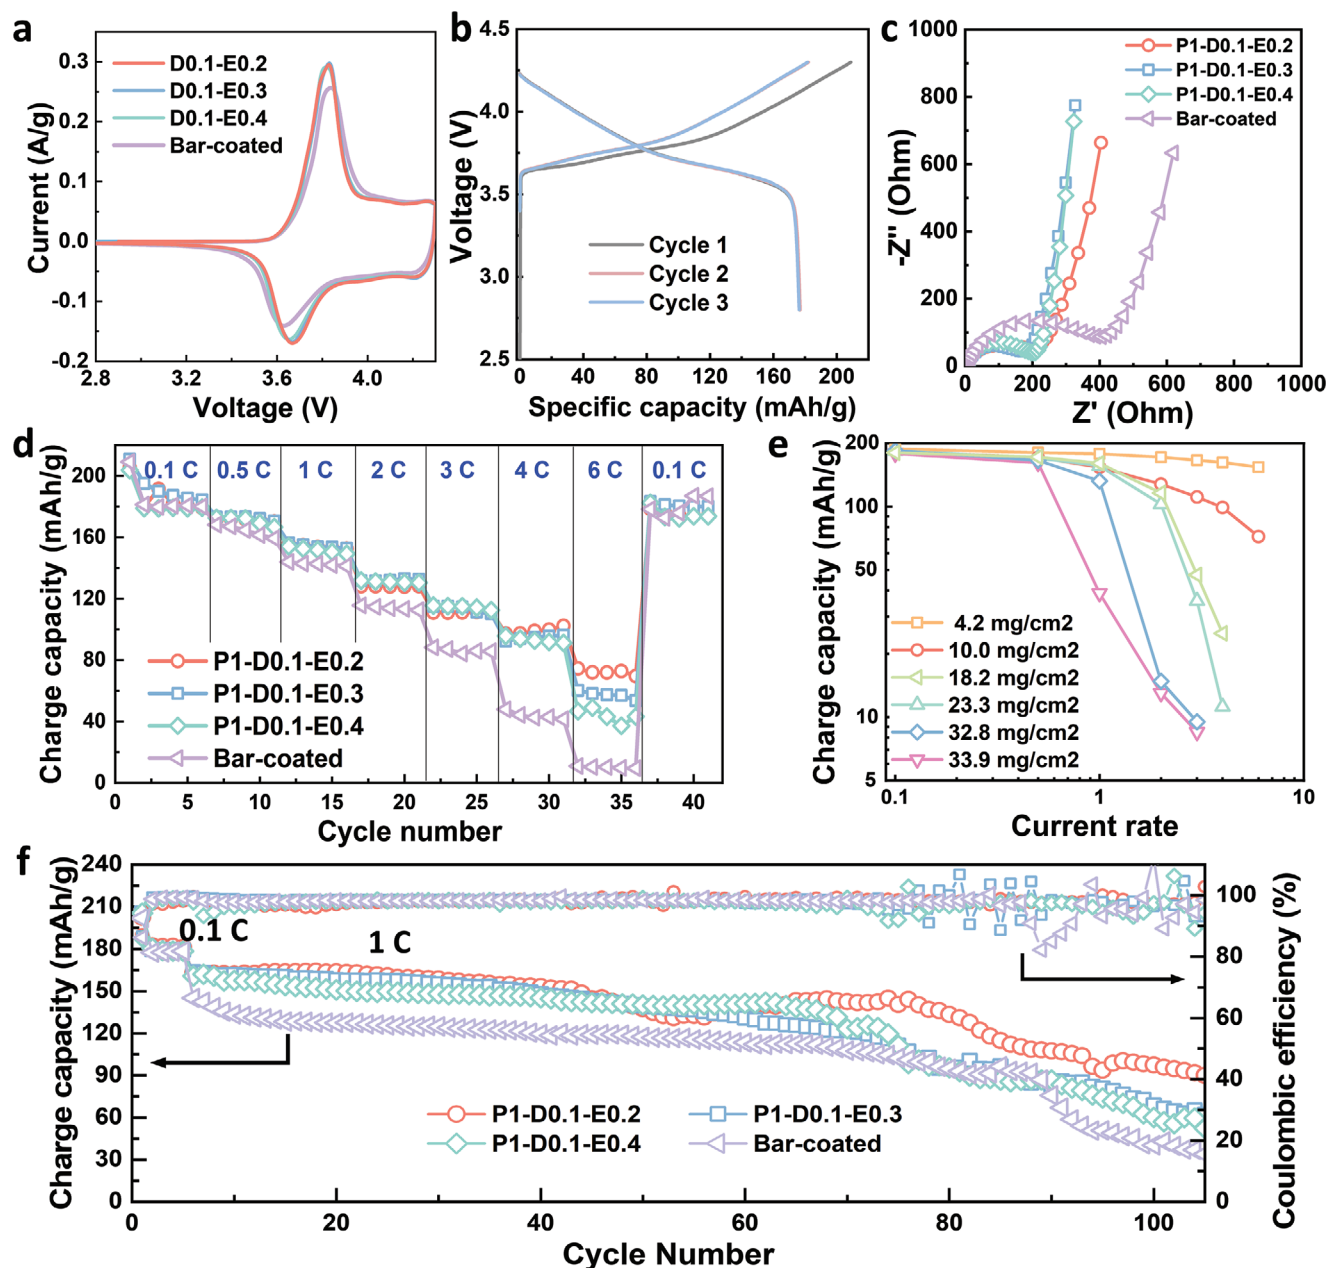 a
0.3
0.2
0.1
0.0
-0.1
-0.2
Current (A/g)
D0.1-E0.2
D0.1-E0.3
D0.1-E0.4
Bar-coated
2.8 3.2 3.6 4.0
Voltage (V)
b
4.5
4.0
3.5
3.0
2.5
Voltage (V)
Cycle 1
Cycle 2
Cycle 3
0 40 80 120 160 200
Specific capacity (mAh/g)
c
1000
800
600
400
200
0
-Z'' (Ohm)
P1-D0.1-E0.2
P1-D0.1-E0.3
P1-D0.1-E0.4
Bar-coated
0 200 400 600 800 1000
Z' (Ohm)
d
200
160
120
80
40
0
Charge capacity (mAh/g)
0.1 C 0.5 C 1 C 2 C 3 C 4 C 6 C 0.1 C
P1-D0.1-E0.2
P1-D0.1-E0.3
P1-D0.1-E0.4
Bar-coated
0 5 10 15 20 25 30 35 40
Cycle number
e
200
100
50
10
5
Charge capacity (mAh/g)
4.2 mg/cm2
10.0 mg/cm2
18.2 mg/cm2
23.3 mg/cm2
32.8 mg/cm2
33.9 mg/cm2
0.1 1 10
Current rate
f
240
210
180
150
120
90
60
30
0
Charge capacity (mAh/g)
0.1 C
1 C
P1-D0.1-E0.2 P1-D0.1-E0.3
P1-D0.1-E0.4 Bar-coated
100
80
60
40
20
0
Coulombic efficiency (%)
0 20 40 60 80 100
Cycle Number